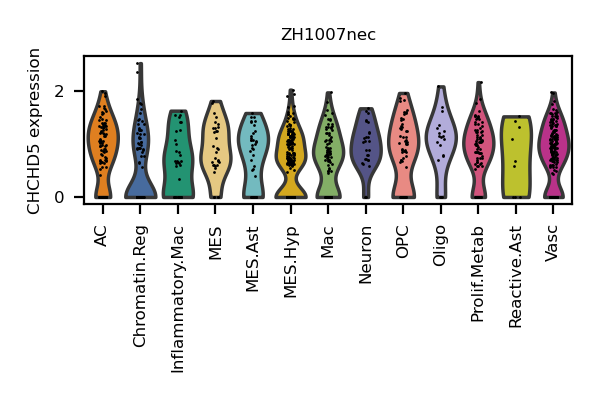 ZH1007nec
CHCHD5 expression
2
0
AC
Chromatin.Reg
Inflammatory.Mac
MES
MES.Ast
MES.Hyp
Mac
Neuron
OPC
Oligo
Prolif.Metab
Reactive.Ast
Vasc